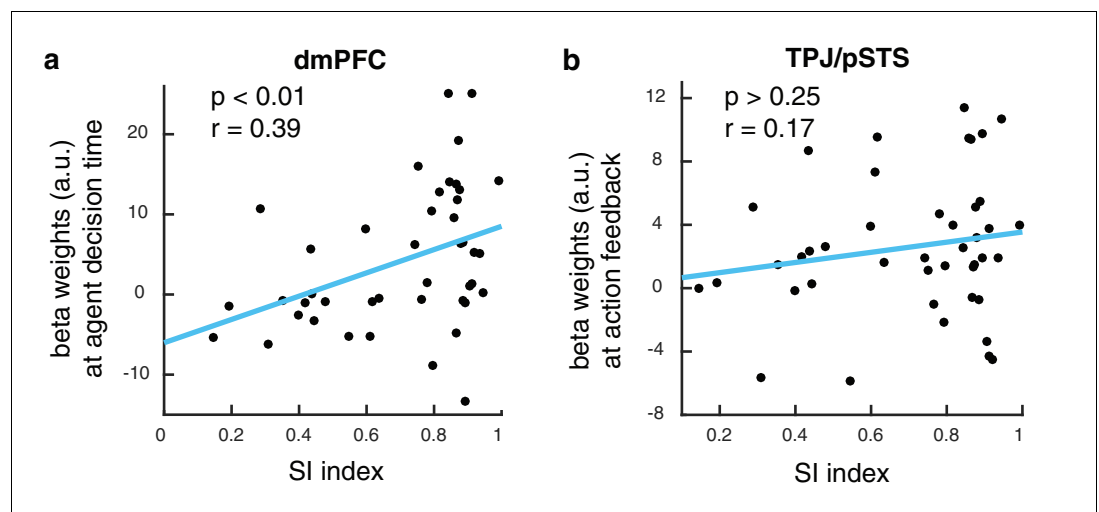 a
dmPFC
p < 0.01
r = 0.39
beta weights (a.u.)
at agent decision time
20
10
0
-10
0 0.2 0.4 0.6 0.8 1
SI index
b
TPJ/pSTS
p > 0.25
r = 0.17
beta weights (a.u.)
at action feedback
12
8
4
0
-4
-8
0.2 0.4 0.6 0.8 1
SI index